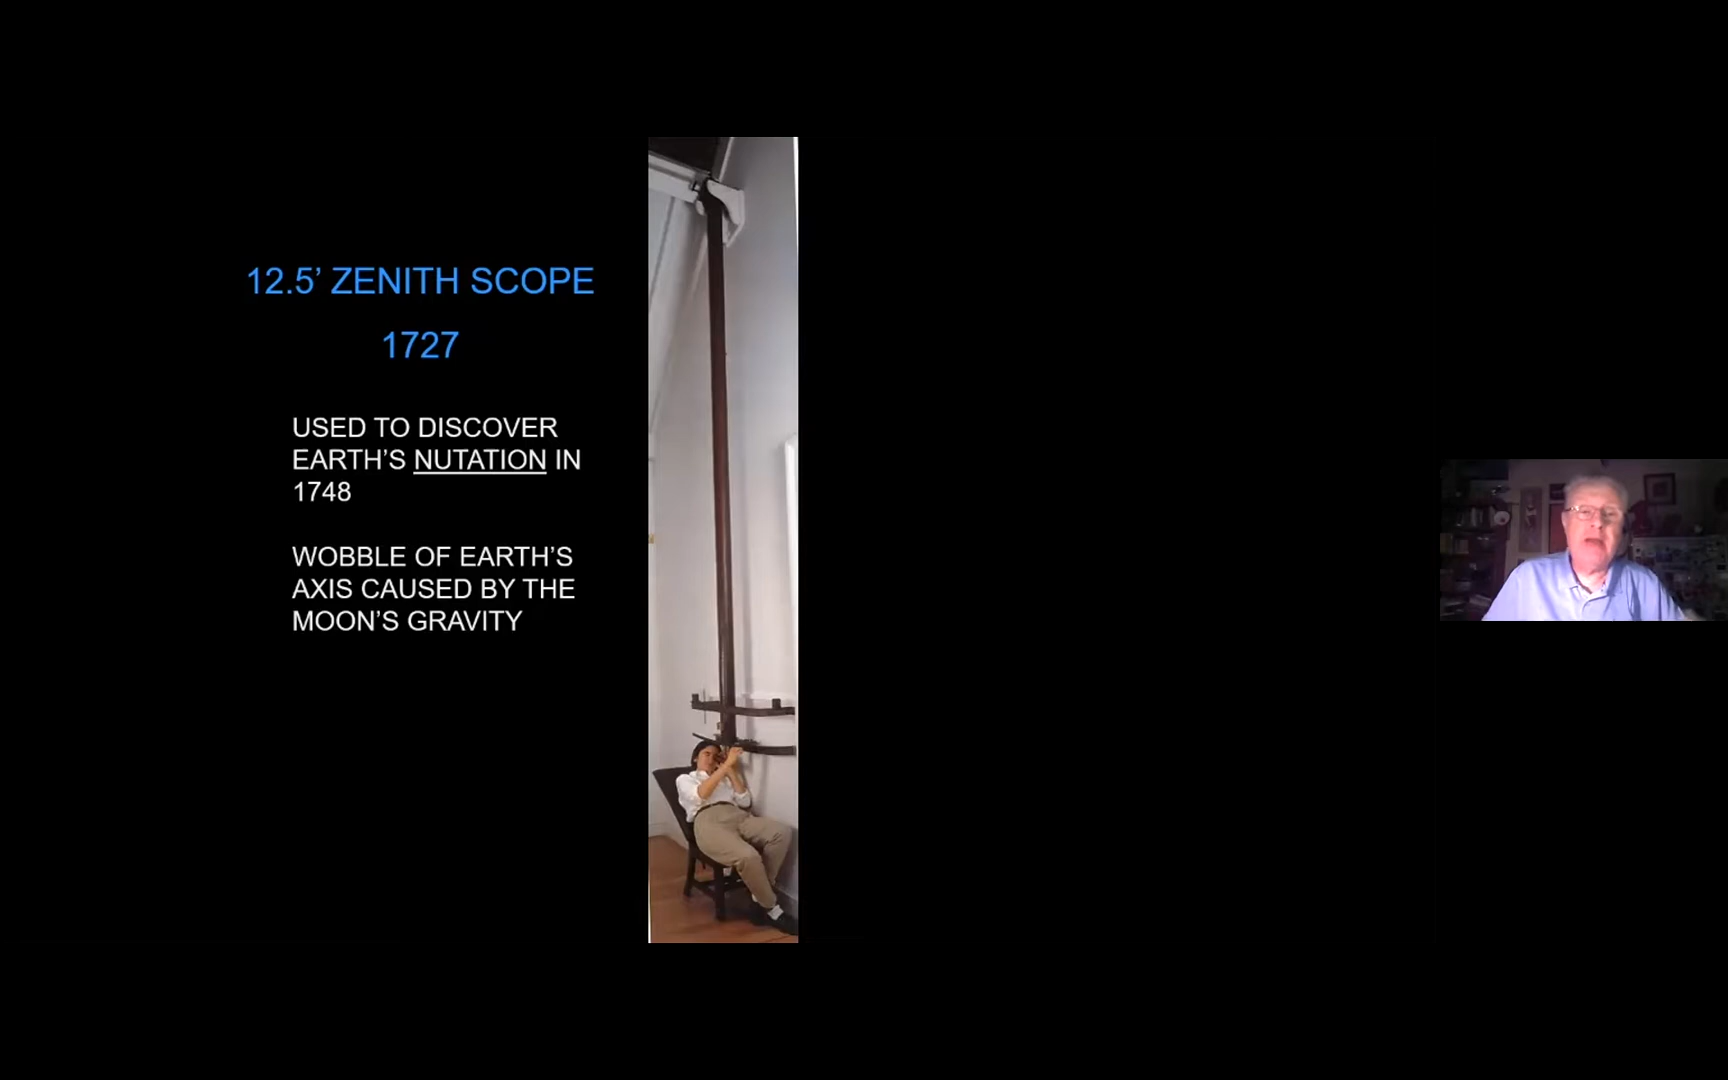 12.5’ ZENITH SCOPE
1727
USED TO DISCOVER
EARTH’S NUTATION IN
1748
WOBBLE OF EARTH’S
AXIS CAUSED BY THE
MOON’S GRAVITY